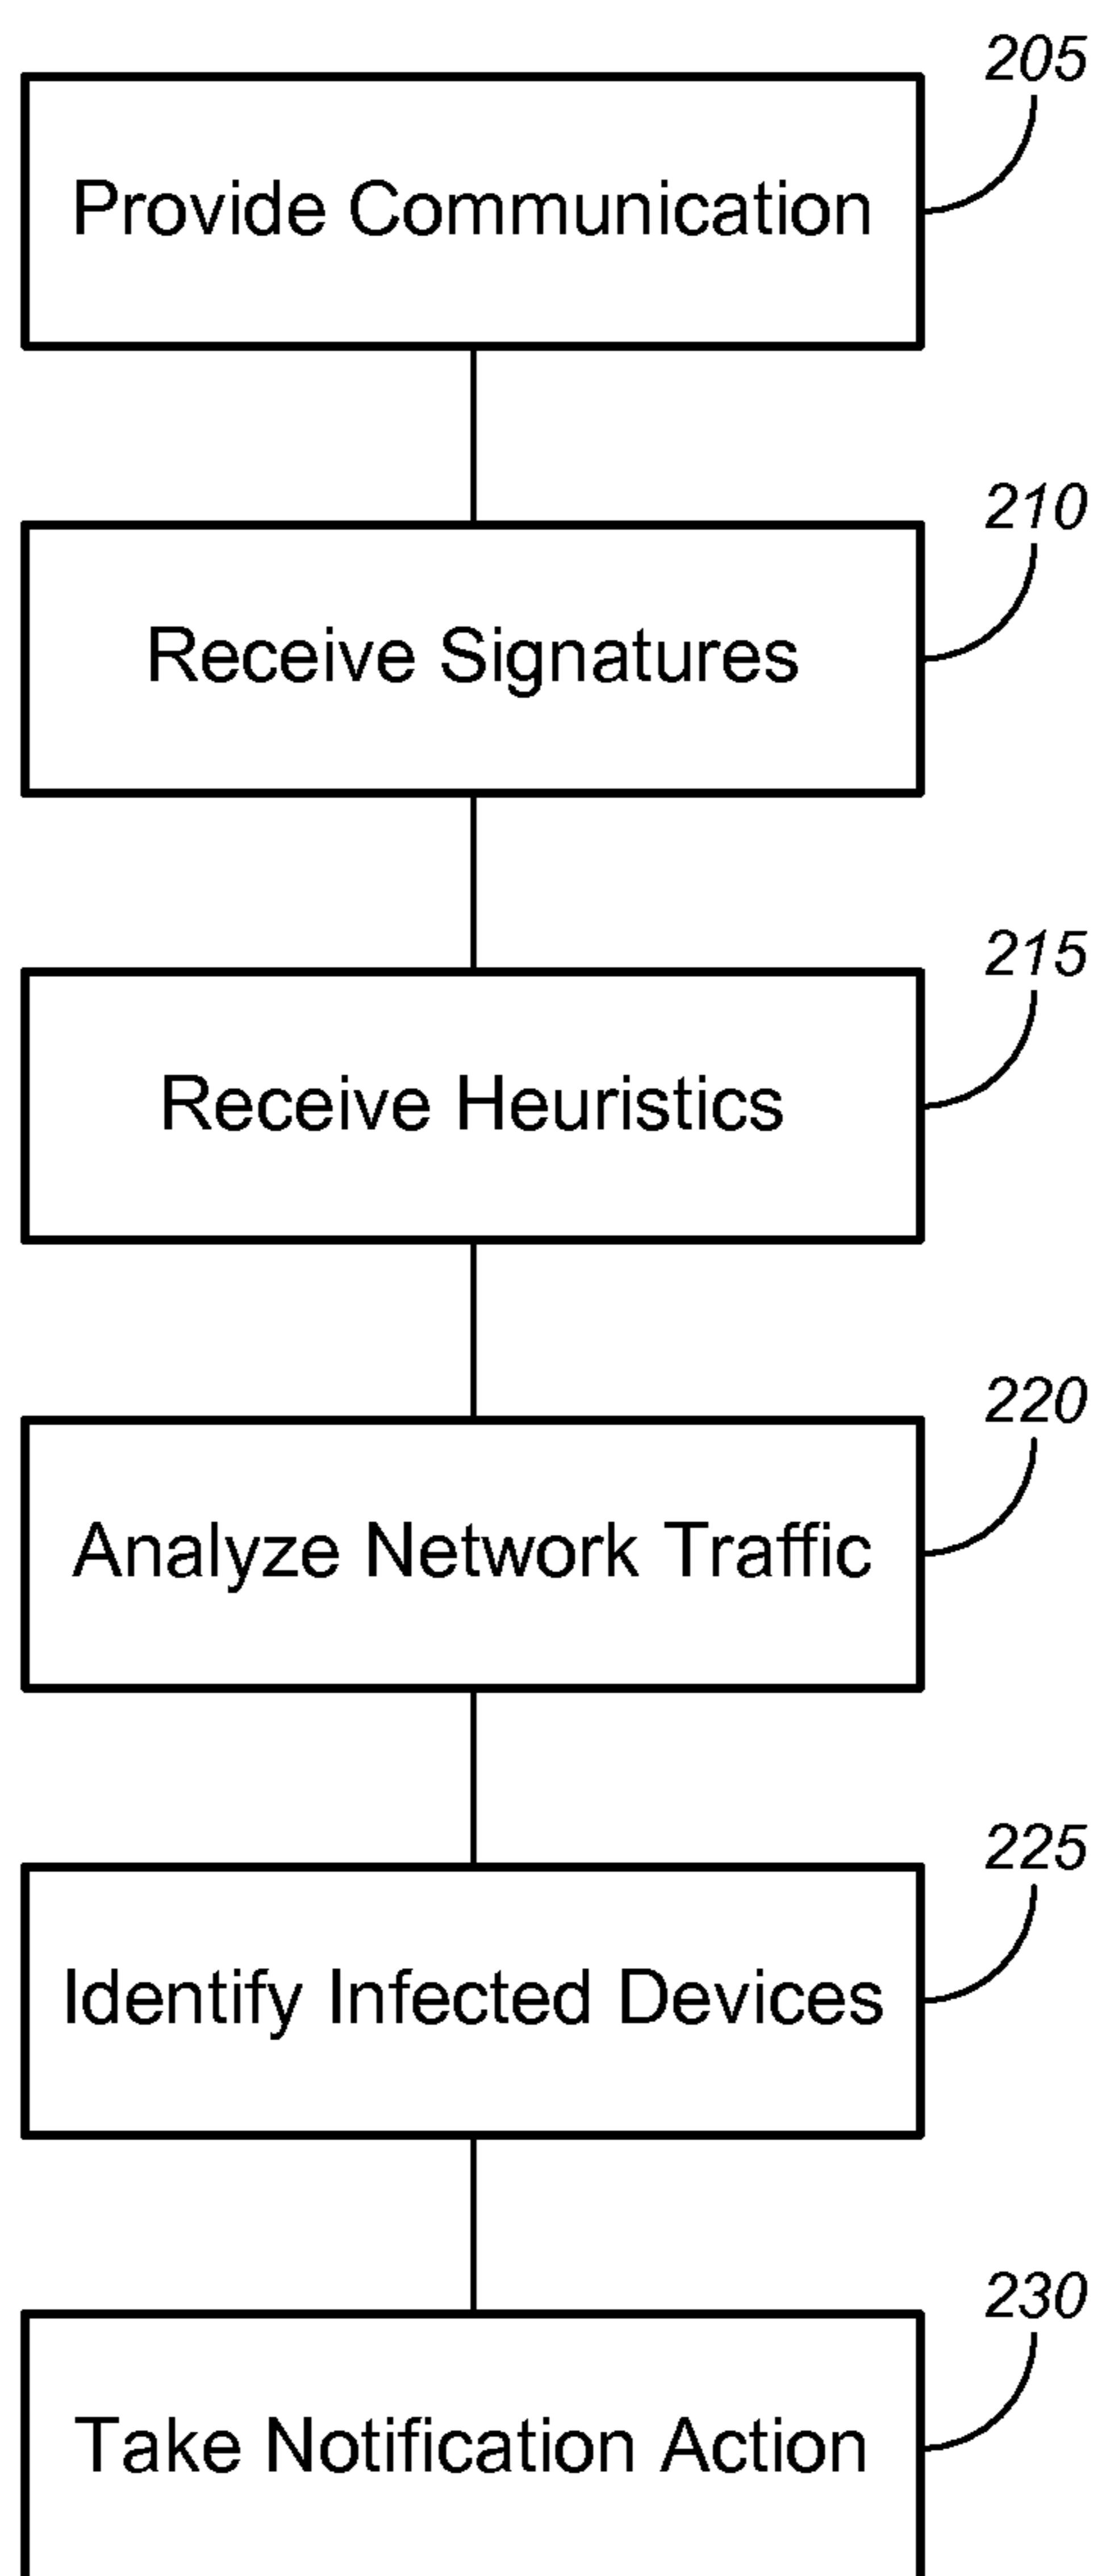 205
Provide Communication
210
Receive Signatures
215
Receive Heuristics
220
Analyze Network Traffic
225
Identify Infected Devices
230
Take Notification Action